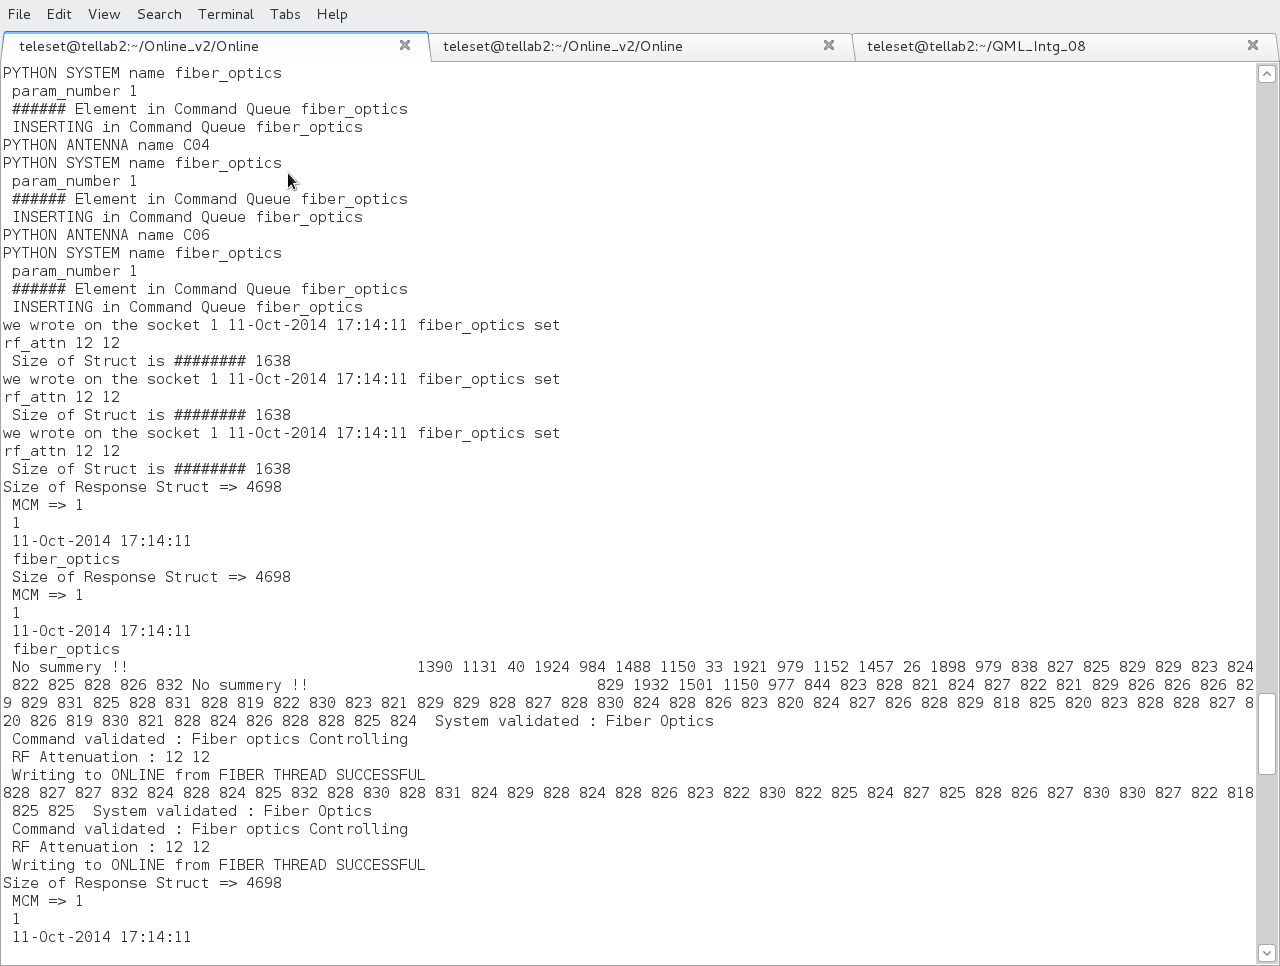 File Edit View Search Terminal Tabs Help
teleset@tellab2:~/Online_v2/Online teleset@tellab2:~/Online_v2/Online teleset@tellab2:~/QML_Intg_08
PYTHON SYSTEM name fiber_optics
param_number 1
###### Element in Command Queue fiber_optics
INSERTING in Command Queue fiber_optics
PYTHON ANTENNA name C04
PYTHON SYSTEM name fiber_optics
param_number 1
###### Element in Command Queue fiber_optics
INSERTING in Command Queue fiber_optics
PYTHON ANTENNA name C06
PYTHON SYSTEM name fiber_optics
param_number 1
###### Element in Command Queue fiber_optics
INSERTING in Command Queue fiber_optics
we wrote on the socket 1 11-Oct-2014 17:14:11 fiber_optics set
rf_attn 12 12
Size of Struct is ######## 1638
we wrote on the socket 1 11-Oct-2014 17:14:11 fiber_optics set
rf_attn 12 12
Size of Struct is ######## 1638
we wrote on the socket 1 11-Oct-2014 17:14:11 fiber_optics set
rf_attn 12 12
Size of Struct is ######## 1638
Size of Response Struct => 4698
MCM => 1
1
11-Oct-2014 17:14:11
fiber_optics
Size of Response Struct => 4698
MCM => 1
1
11-Oct-2014 17:14:11
fiber_optics
No summery !! 1390 1131 40 1924 984 1488 1150 33 1921 979 1152 1457 26 1898 979 838 827 825 829 829 823 824
822 825 828 826 832 No summery !! 829 1932 1501 1150 977 844 823 828 821 824 827 822 821 829 826 826 826 82
9 829 831 825 828 831 828 819 822 830 823 821 829 829 828 827 828 830 824 828 826 823 820 824 827 826 828 829 818 825 820 823 828 828 827 8
20 826 819 830 821 828 824 826 828 828 825 824 System validated : Fiber Optics
Command validated : Fiber optics Controlling
RF Attenuation : 12 12
Writing to ONLINE from FIBER THREAD SUCCESSFUL
828 827 827 832 824 828 824 825 832 828 830 828 831 824 829 828 824 828 826 823 822 830 822 825 824 827 825 828 826 827 830 830 827 822 818
825 825 System validated : Fiber Optics
Command validated : Fiber optics Controlling
RF Attenuation : 12 12
Writing to ONLINE from FIBER THREAD SUCCESSFUL
Size of Response Struct => 4698
MCM => 1
1
11-Oct-2014 17:14:11